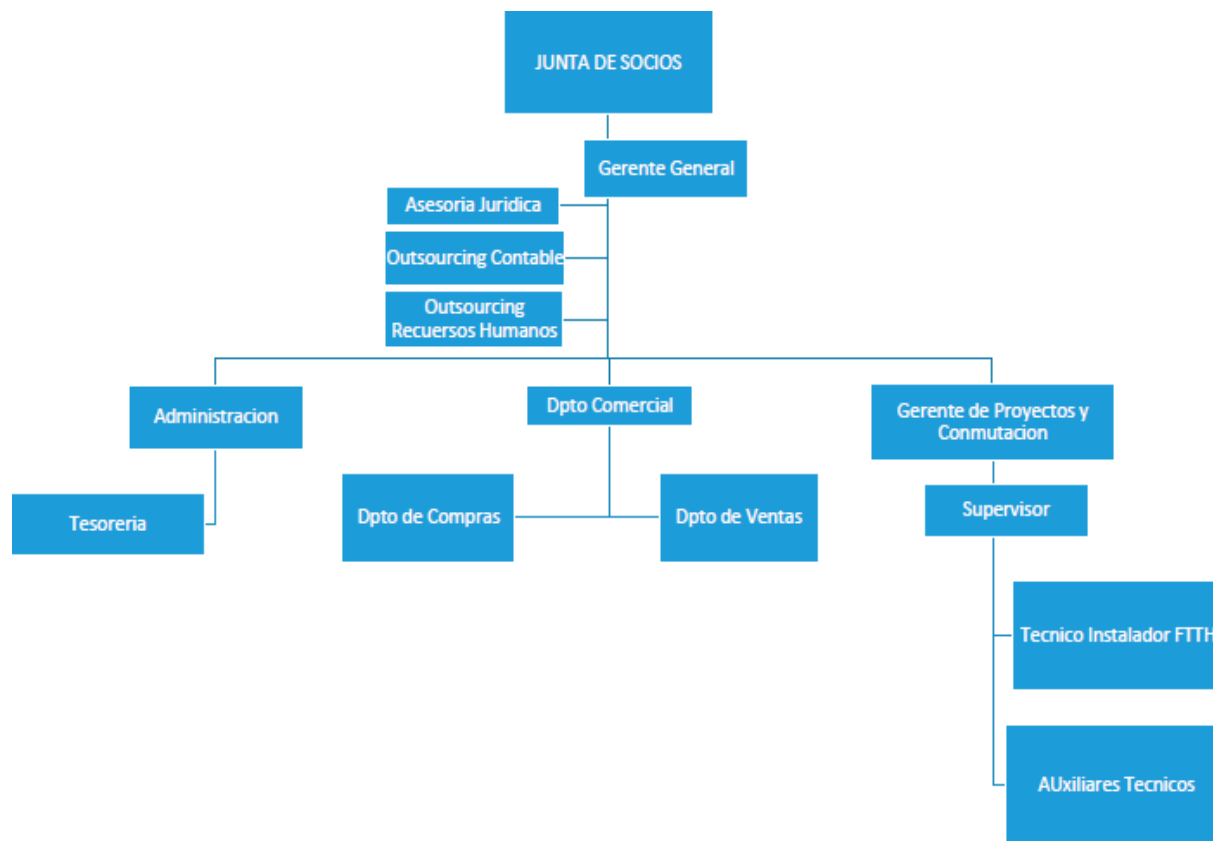 JUNTA DE SOCIOS
Gerente General
Asesoria Juridica
Outsourcing Contable
Outsourcing
Recuersos Humanos
Administracion
Dpto Comercial
Gerente de Proyectos y
Conmutacion
Tesoreria
Dpto de Compras
Dpto de Ventas
Supervisor
Tecnico Instalador FTTH
AUxiliares Tecnicos